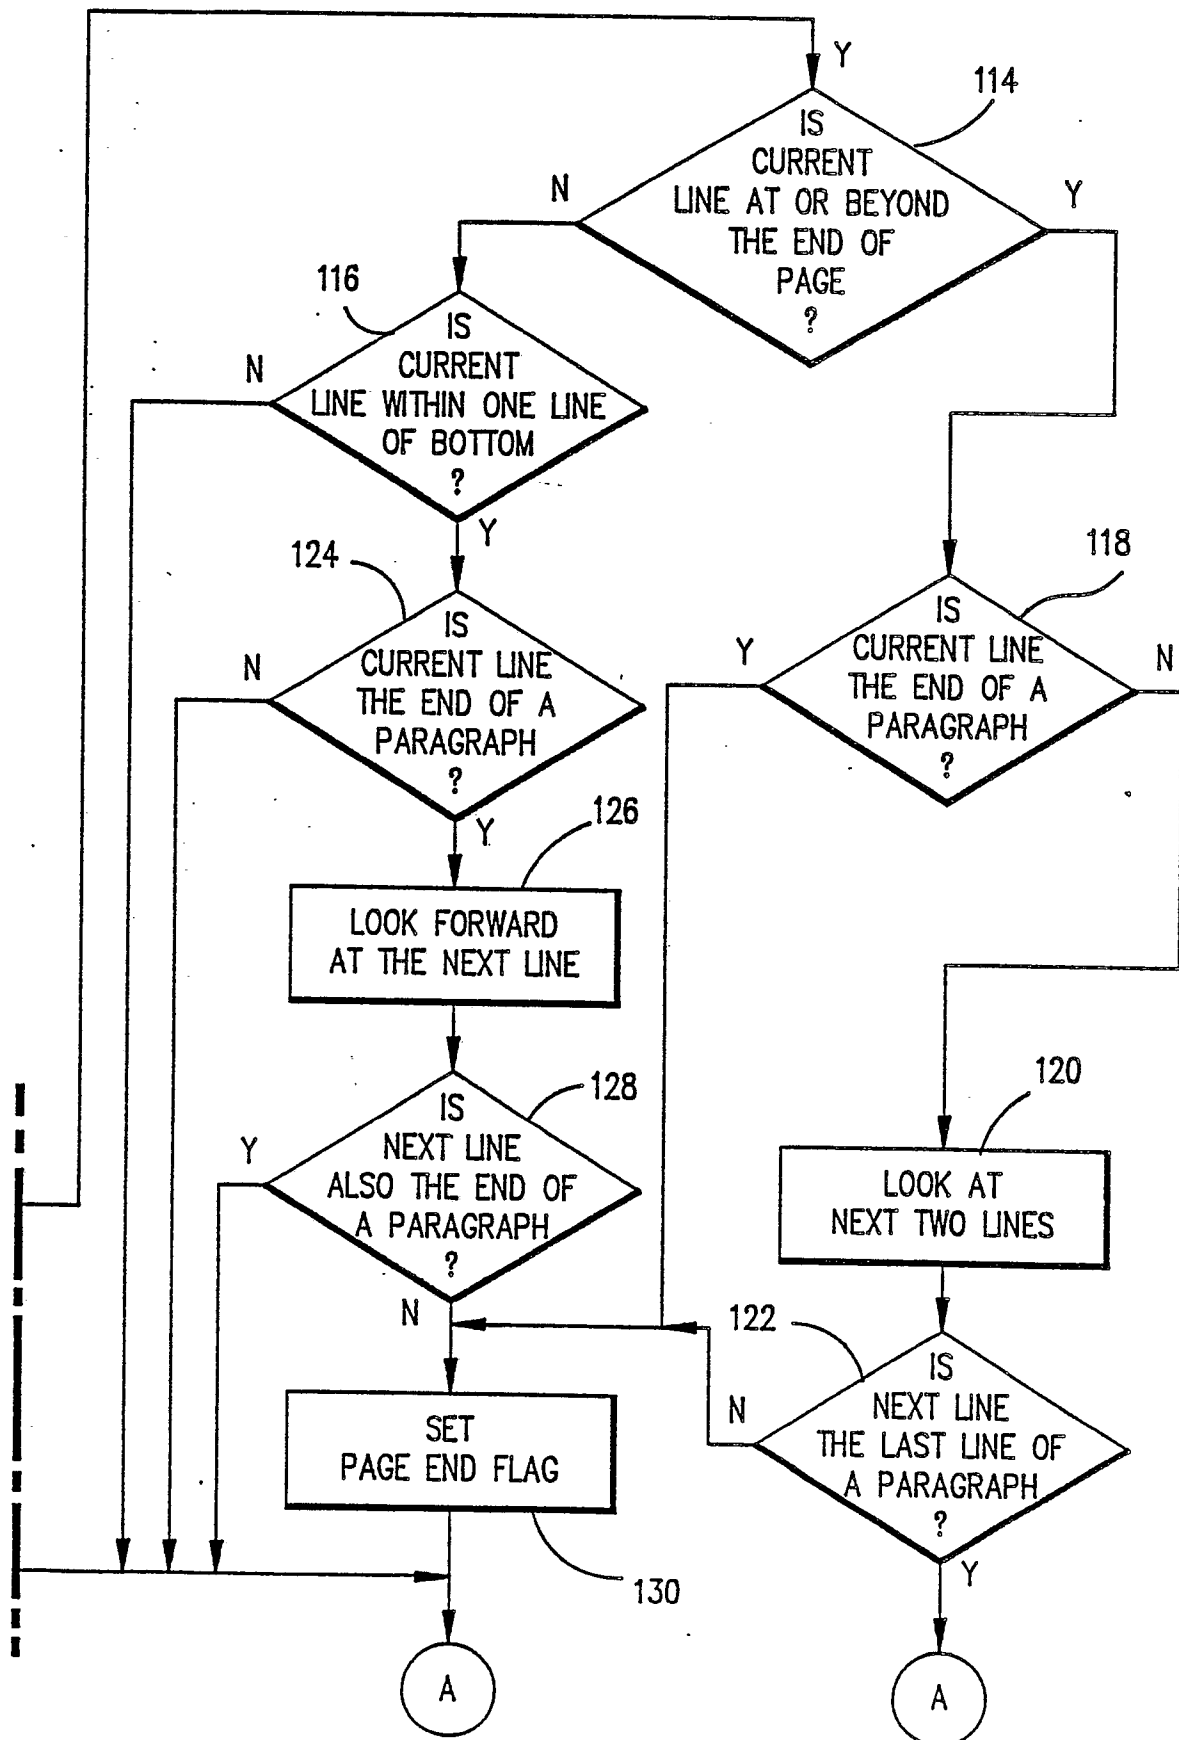 Y
114
IS
CURRENT
LINE AT OR BEYOND
THE END OF
PAGE
?
N
Y
116
IS
CURRENT
LINE WITHIN ONE LINE
OF BOTTOM
?
N
Y
124
IS
CURRENT LINE
THE END OF A
PARAGRAPH
?
N
Y
118
IS
CURRENT LINE
THE END OF A
PARAGRAPH
?
Y
N
126
LOOK FORWARD
AT THE NEXT LINE
128
IS
NEXT LINE
ALSO THE END OF
A PARAGRAPH
?
Y
N
120
LOOK AT
NEXT TWO LINES
122
IS
NEXT LINE
THE LAST LINE OF
A PARAGRAPH
?
N
Y
SET
PAGE END FLAG
130
A
A